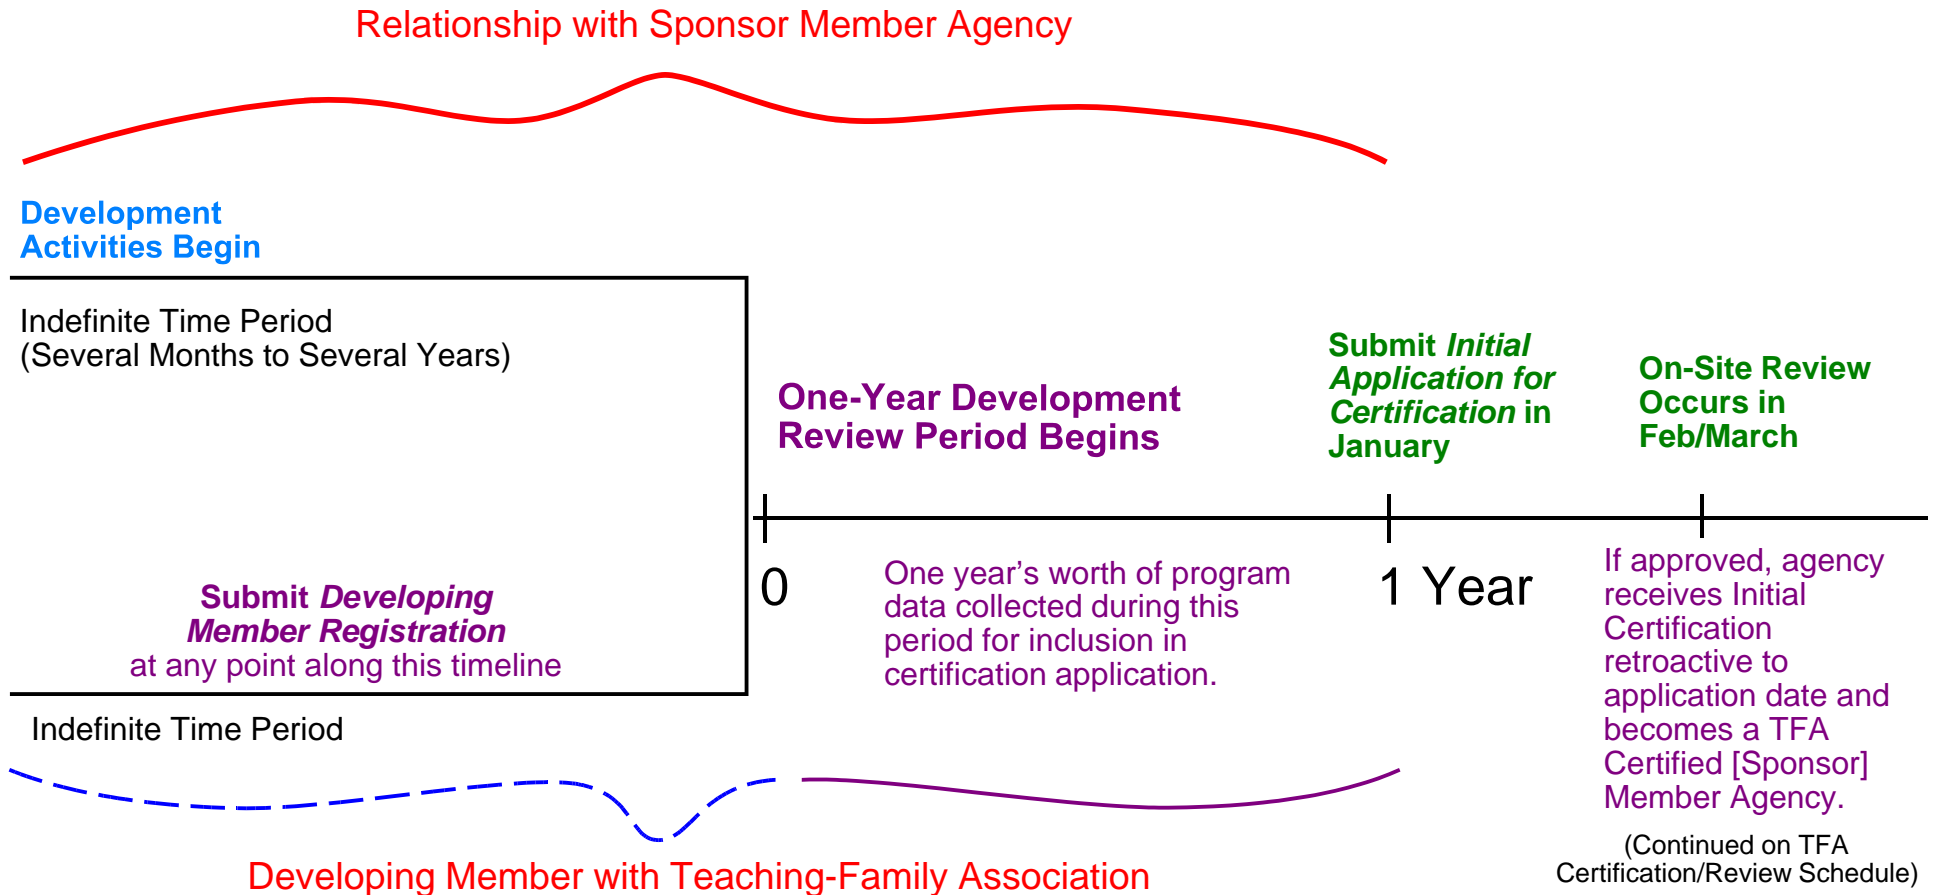 Relationship with Sponsor Member Agency
Development
Activities Begin
Indefinite Time Period
(Several Months to Several Years)
Submit Developing
Member Registration
at any point along this timeline
Indefinite Time Period
One-Year Development
Review Period Begins
Submit Initial
Application for
Certification in
January
On-Site Review
Occurs in
Feb/March
0
One year’s worth of program
data collected during this
period for inclusion in
certification application.
1 Year
If approved, agency
receives Initial
Certification
retroactive to
application date and
becomes a TFA
Certified [Sponsor]
Member Agency.
(Continued on TFA
Certification/Review Schedule)
Developing Member with Teaching-Family Association